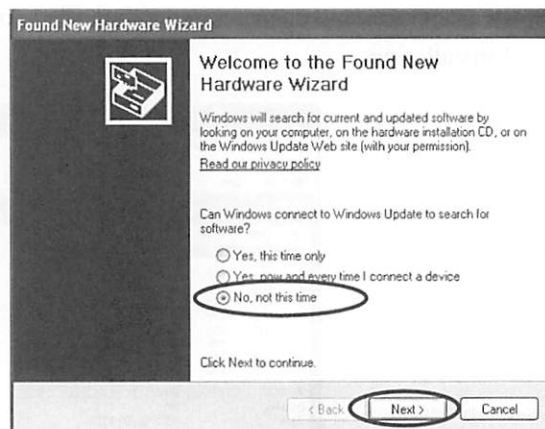 Found New Hardware Wizard
Welcome to the Found New
Hardware Wizard
Windows will search for current and updated software by
looking on your computer, on the hardware installation CD, or on
the Windows Update Web site (with your permission).
Read our privacy policy
Can Windows connect to Windows Update to search for
software?
Yes, this time only
Yes, now and every time I connect a device
No, not this time
Click Next to continue.
< Back
Next >
Cancel